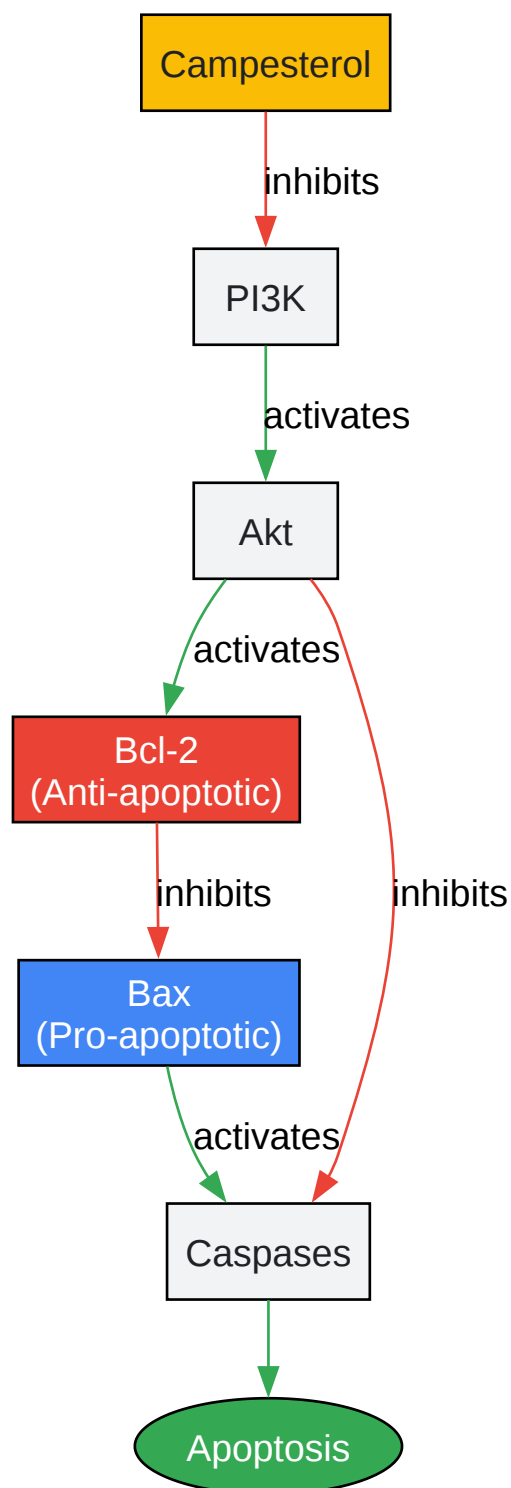 Campesterol
inhibits
PI3K
activates
Akt
activates
Bcl-2
(Anti-apoptotic)
inhibits
inhibits
Bax
(Pro-apoptotic)
activates
Caspases
Apoptosis